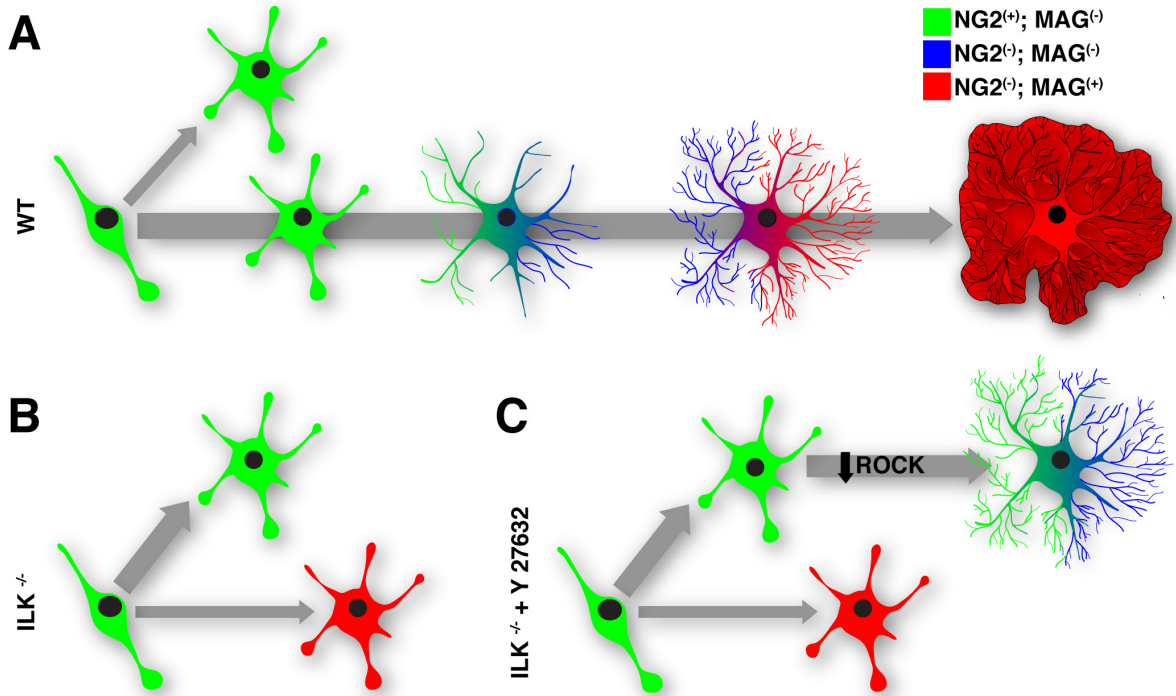 A
NG2(+); MAG(-)
NG2(-); MAG(-)
NG2(-); MAG(+)
WT
B
ILK -/-
C
ROCK
ILK -/- + Y 27632